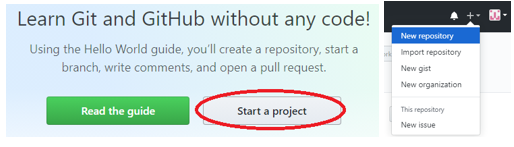 Learn Git and GitHub without any code!
Using the Hello World guide, you'll create a repository, start a
branch, write comments, and open a pull request.
Read the guide
Start a project
New repository
Import repository
New gist
New organization
This repository
New issue